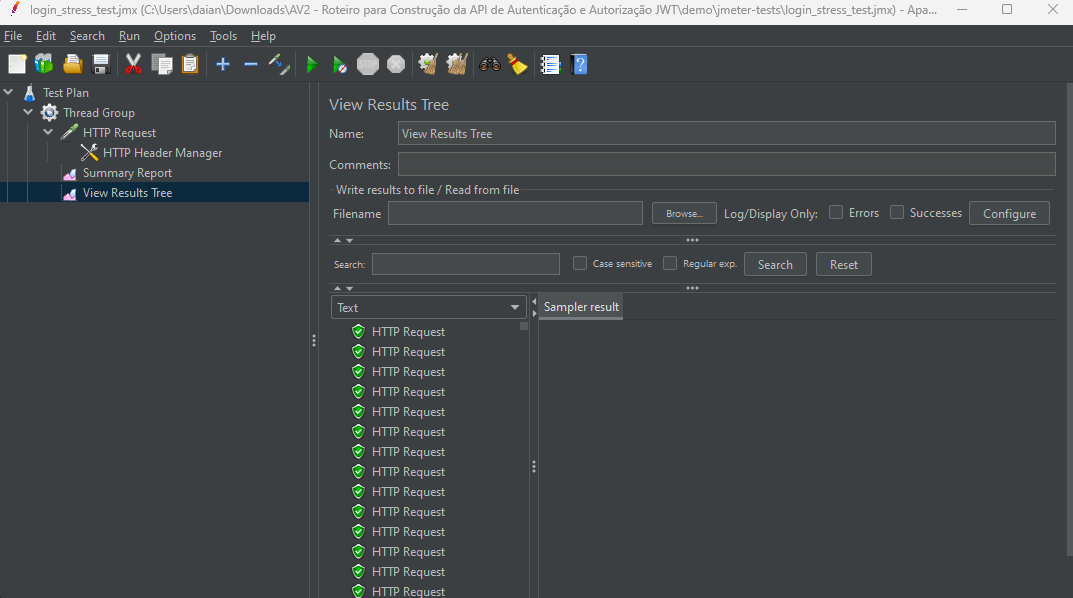 login_stress_test.jmx (C:\Users\daian\Downloads\AV2 - Roteiro para Construção da API de Autenticação e Autorização JWT\demo\jmeter-tests\login_stress_test.jmx) - Apa...
File Edit Search Run Options Tools Help
STOP
Test Plan
Thread Group
HTTP Request
HTTP Header Manager
Summary Report
View Results Tree
View Results Tree
Name: View Results Tree
Comments:
Write results to file / Read from file
Filename Browse... Log/Display Only: Errors Successes Configure
Search: Case sensitive Regular exp. Search Reset
Text
Sampler result
HTTP Request
HTTP Request
HTTP Request
HTTP Request
HTTP Request
HTTP Request
HTTP Request
HTTP Request
HTTP Request
HTTP Request
HTTP Request
HTTP Request
HTTP Request
HTTP Request